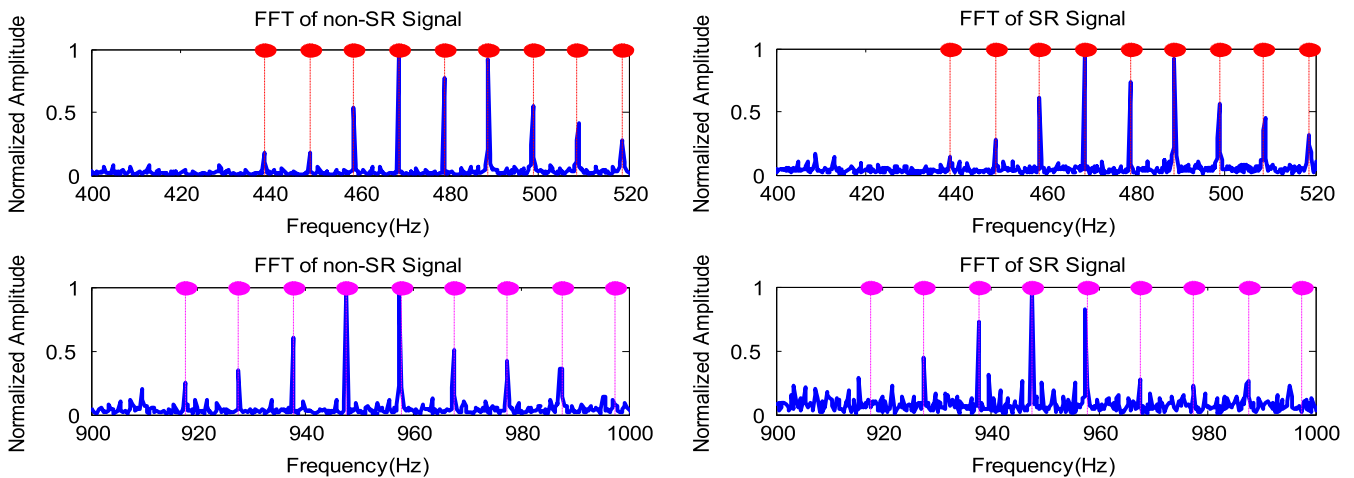 FFT of non-SR Signal
Normalized Amplitude
1
0.5
0
400 420 440 460 480 500 520
Frequency(Hz)
FFT of SR Signal
Normalized Amplitude
1
0.5
0
400 420 440 460 480 500 520
Frequency(Hz)
FFT of non-SR Signal
Normalized Amplitude
1
0.5
0
900 920 940 960 980 1000
Frequency(Hz)
FFT of SR Signal
Normalized Amplitude
1
0.5
0
900 920 940 960 980 1000
Frequency(Hz)